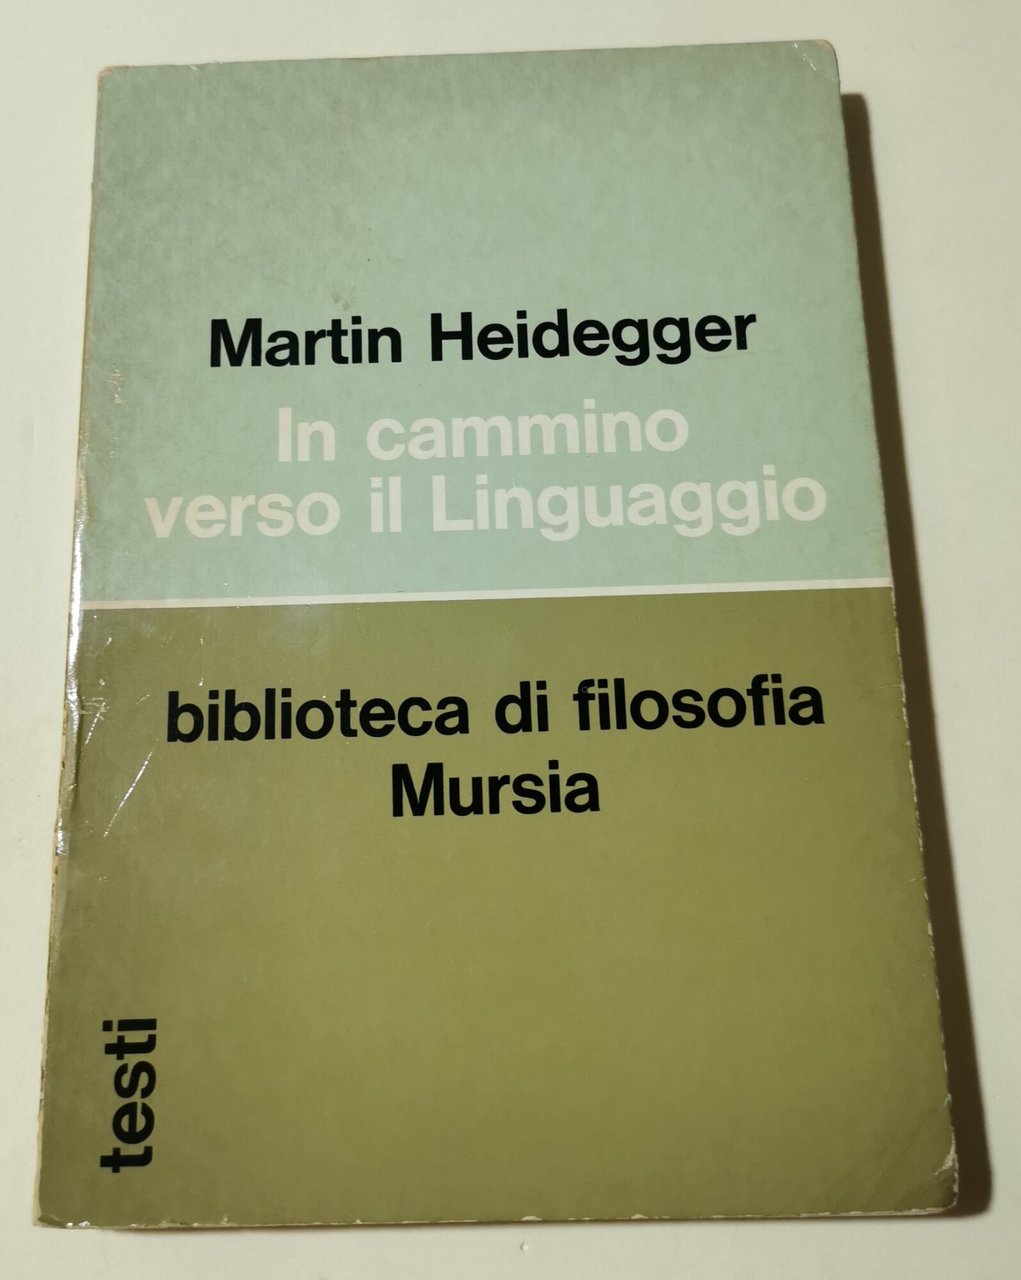 Martin Heidegger
In cammino
verso il Linguaggio
biblioteca di filosofia
Mursia
testi